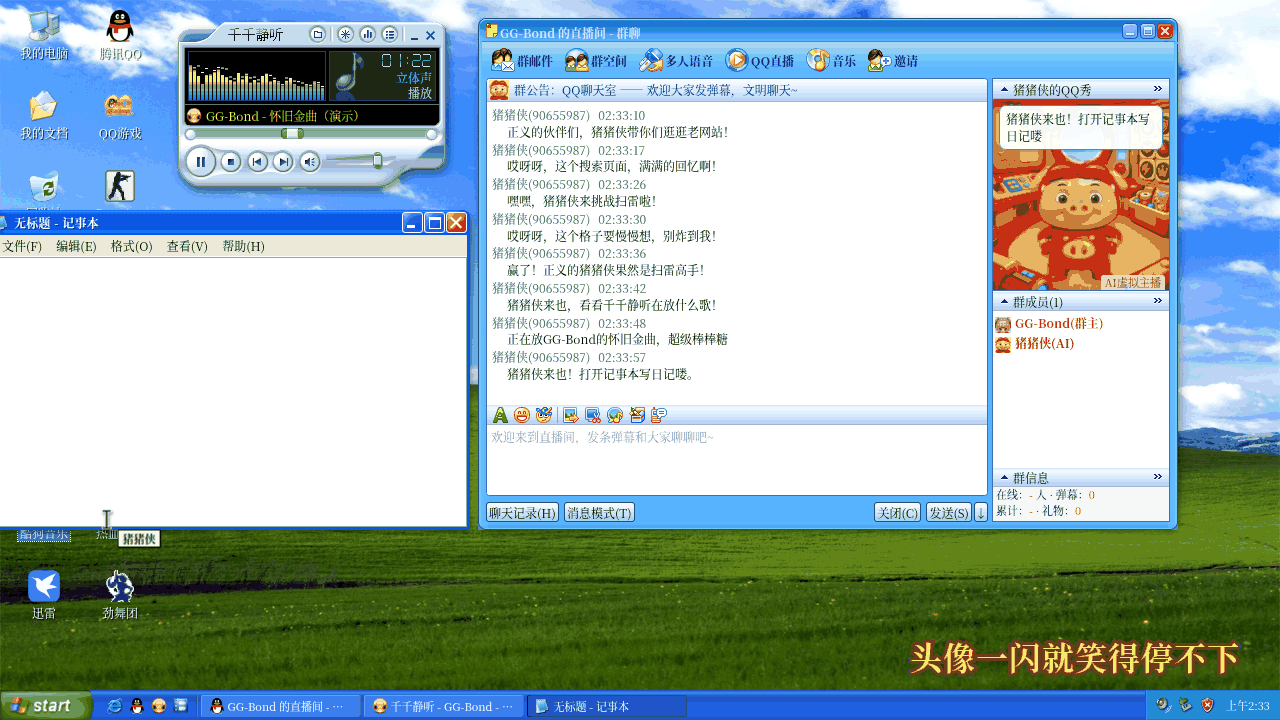 我的电脑
腾讯QQ
我的文档
QQ游戏
千千静听
01:22
立体声
播放
GG-Bond - 怀旧金曲（演示）
无标题 - 记事本
文件(F) 编辑(E) 格式(O) 查看(V) 帮助(H)
酷狗音乐
猪猪侠
迅雷
劲舞团
GG-Bond 的直播间 - 群聊
群邮件 群空间 多人语音 QQ直播 音乐 邀请
群公告：QQ聊天室 —— 欢迎大家发弹幕，文明聊天~
猪猪侠(90655987) 02:33:10
正义的伙伴们，猪猪侠带你们逛逛老网站！
猪猪侠(90655987) 02:33:17
哎呀呀，这个搜索页面，满满的回忆啊！
猪猪侠(90655987) 02:33:26
嘿嘿，猪猪侠来挑战扫雷啦！
猪猪侠(90655987) 02:33:30
哎呀呀，这个格子要慢慢想，别炸到我！
猪猪侠(90655987) 02:33:36
赢了！正义的猪猪侠果然是扫雷高手！
猪猪侠(90655987) 02:33:42
猪猪侠来也，看看千千静听在放什么歌！
猪猪侠(90655987) 02:33:48
正在放GG-Bond的怀旧金曲，超级棒棒糖
猪猪侠(90655987) 02:33:57
猪猪侠来也！打开记事本写日记喽。
欢迎来到直播间，发条弹幕和大家聊聊吧~
聊天记录(H) 消息模式(T) 关闭(C) 发送(S) ↓
猪猪侠的QQ秀
猪猪侠来也！打开记事本写
日记喽
AI虚拟主播
群成员(1)
GG-Bond(群主)
猪猪侠(AI)
群信息
在线：- 人 · 弹幕：0
累计：- · 礼物：0
头像一闪就笑得停不下
start
GG-Bond 的直播间 - ···
千千静听 - GG-Bond - ···
无标题 - 记事本
上午2:33